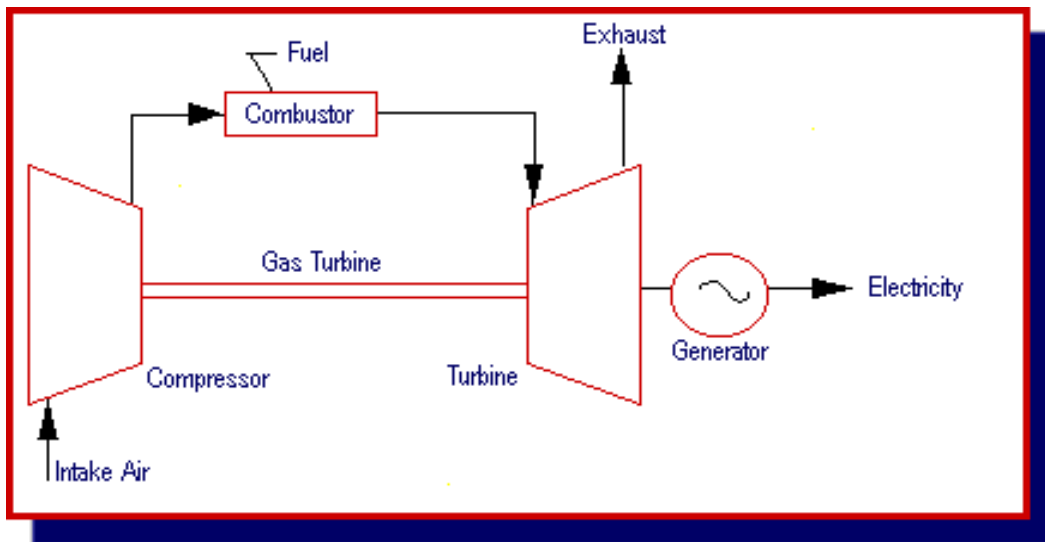 Exhaust
Fuel
Combustor
Gas Turbine
Electricity
Generator
Compressor
Turbine
Intake Air